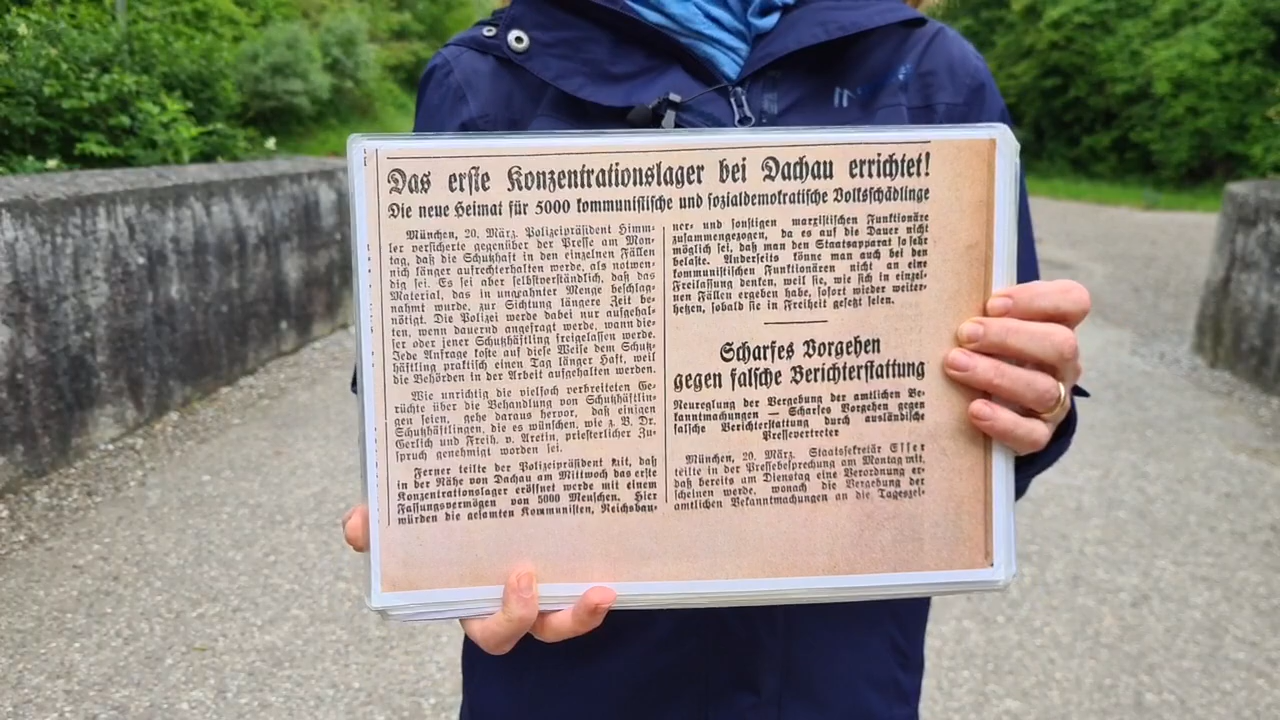 Das erste Konzentrationslager bei Dachau errichtet!
Die neue Heimat für 5000 kommunistische und sozialdemokratische Volksschädlinge
München, 20. März. Polizeipräsident Himm-
ler versicherte gegenüber der Presse am Mon-
tag, daß die Schutzhaft in den einzelnen Fällen
nich länger aufrechterhalten werde, als notwen-
dig sei. Es sei aber selbstverständlich, daß das
Material, das in ungeahnter Menge beschlag-
nahmt wurde, zur Sichtung längere Zeit be-
nötigt. Die Polizei werde dabei nur aufgehal-
ten, wenn dauernd angefragt werde, wann die-
ser oder jener Schutzhäftling freigelassen werde.
Jede Anfrage koste auf diese Weise dem Schutz-
häftling praktisch einen Tag länger Haft, weil
die Behörden in der Arbeit aufgehalten werden.
Wie unrichtig die vielfach verbreiteten Ge-
rüchte über die Behandlung von Schutzhäftlin-
gen seien, gehe daraus hervor, daß einigen
Schutzhäftlingen, die es wünschen, wie z. B. Dr.
Gerlich und Freih. v. Aretin, priesterlicher Zu-
spruch genehmigt worden sei.
Ferner teilte der Polizeipräsident mit, daß
in der Nähe von Dachau am Mittwoch das erste
Konzentrationslager eröffnet werde mit einem
Fassungsvermögen von 5000 Menschen. Hier
würden die gesamten Kommunisten, Reichsban-
ner- und sonstigen marxistischen Funktionäre
zusammengezogen, da es auf die Dauer nicht
möglich sei, daß man den Staatsapparat so sehr
belaste. Anderseits könne man auch bei den
kommunistischen Funktionären nicht an eine
Freilassung denken, weil sie, wie sich in einzel-
nen Fällen ergeben habe, sofort wieder weiter-
hetzen, sobald sie in Freiheit gesetzt seien.
Scharfes Vorgehen
gegen falsche Berichterstattung
Neureglung der Vergebung der amtlichen Be-
kanntmachungen — Scharfes Vorgehen gegen
falsche Berichterstattung durch ausländische
Pressevertreter
München, 20. März. Staatssekretär Esser
teilte in der Pressebesprechung am Montag mit,
daß bereits am Dienstag eine Verordnung er-
scheinen werde, wonach die Vergebung der
amtlichen Bekanntmachungen an die Tageszei-